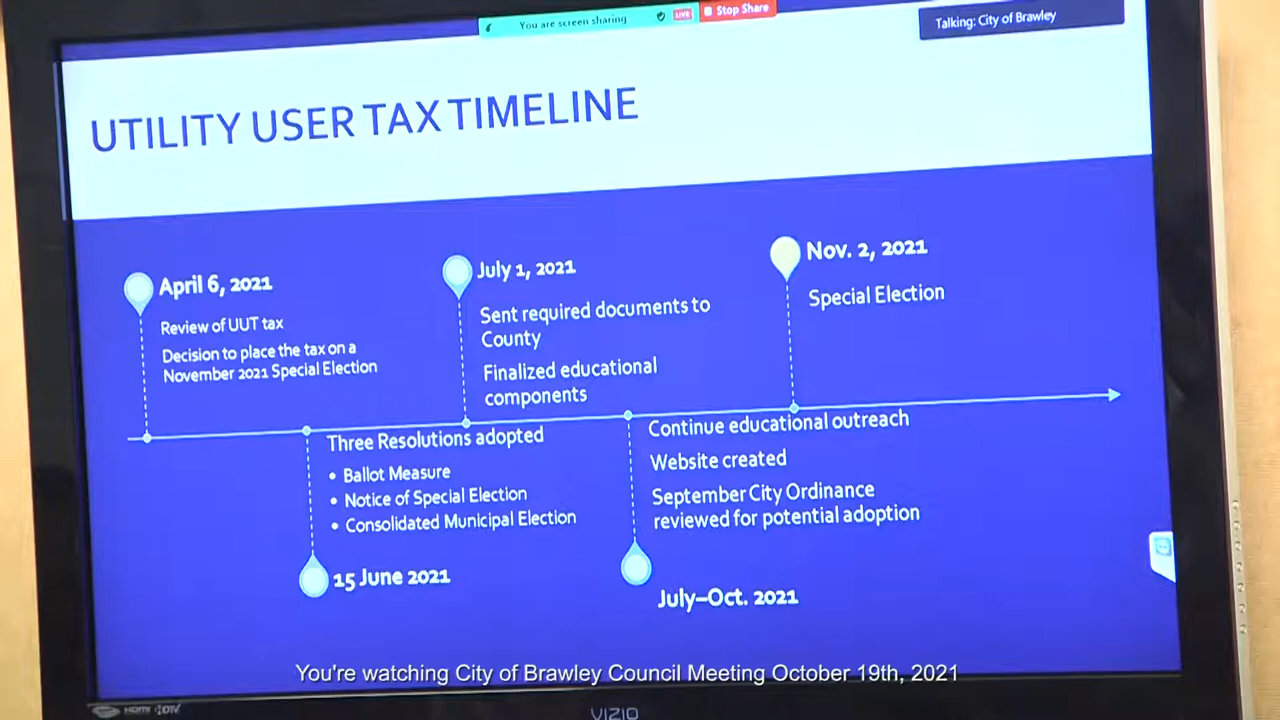 You are screen sharing
LIVE
Stop Share
Talking: City of Brawley
UTILITY USER TAX TIMELINE
April 6, 2021
Review of UUT tax
Decision to place the tax on a
November 2021 Special Election
July 1, 2021
Sent required documents to
County
Finalized educational
components
Nov. 2, 2021
Special Election
Three Resolutions adopted
• Ballot Measure
• Notice of Special Election
• Consolidated Municipal Election
15 June 2021
Continue educational outreach
Website created
September City Ordinance
reviewed for potential adoption
July–Oct. 2021
You're watching City of Brawley Council Meeting October 19th, 2021
HDMI HDTV
VIZIO